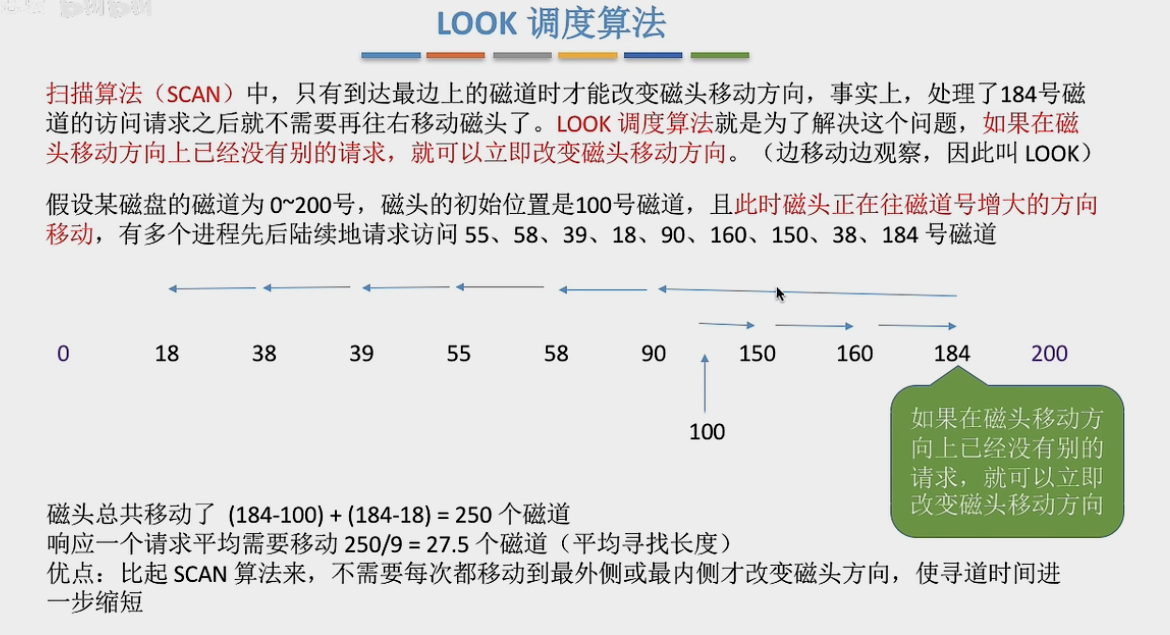 LOOK 调度算法
扫描算法（SCAN）中，只有到达最边上的磁道时才能改变磁头移动方向，事实上，处理了184号磁
道的访问请求之后就不需要再往右移动磁头了。LOOK 调度算法就是为了解决这个问题，如果在磁
头移动方向上已经没有别的请求，就可以立即改变磁头移动方向。（边移动边观察，因此叫 LOOK）
假设某磁盘的磁道为 0~200号，磁头的初始位置是100号磁道，且此时磁头正在往磁道号增大的方向
移动，有多个进程先后陆续地请求访问 55、58、39、18、90、160、150、38、184 号磁道
0 18 38 39 55 58 90 150 160 184 200
100
如果在磁头移动方
向上已经没有别的
请求，就可以立即
改变磁头移动方向
磁头总共移动了 (184-100) + (184-18) = 250 个磁道
响应一个请求平均需要移动 250/9 = 27.5 个磁道（平均寻找长度）
优点：比起 SCAN 算法来，不需要每次都移动到最外侧或最内侧才改变磁头方向，使寻道时间进
一步缩短